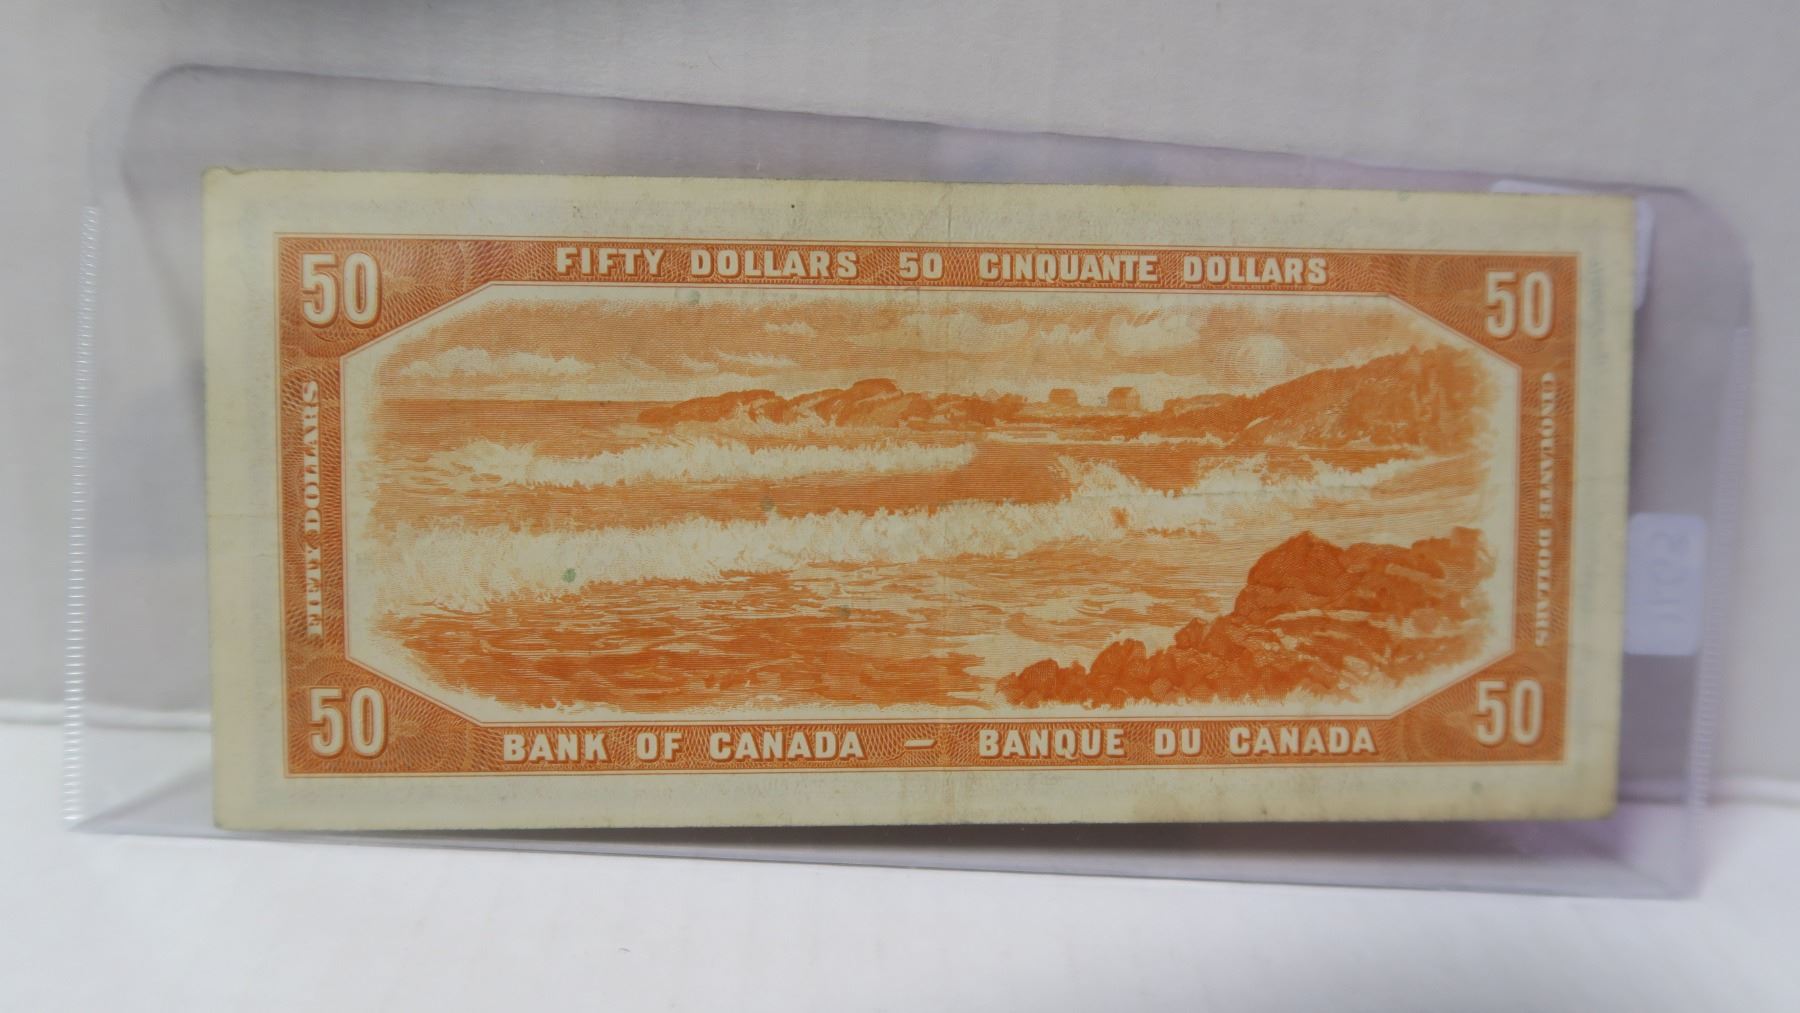 50 FIFTY DOLLARS 50 CINQUANTE DOLLARS 50
FIFTY DOLLARS
CINQUANTE DOLLARS
50 BANK OF CANADA — BANQUE DU CANADA 50